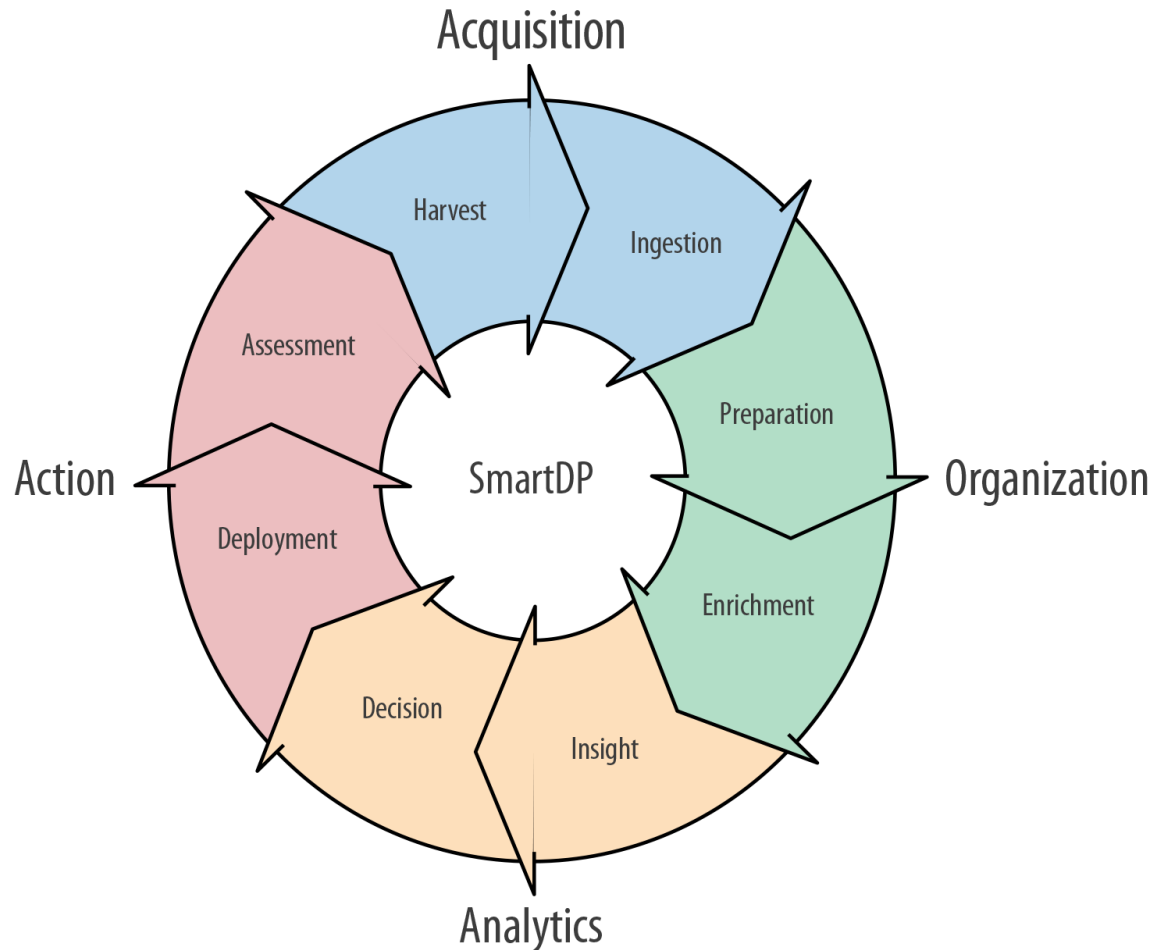 Acquisition
Harvest
Ingestion
Assessment
Preparation
Action
SmartDP
Organization
Deployment
Enrichment
Decision
Insight
Analytics